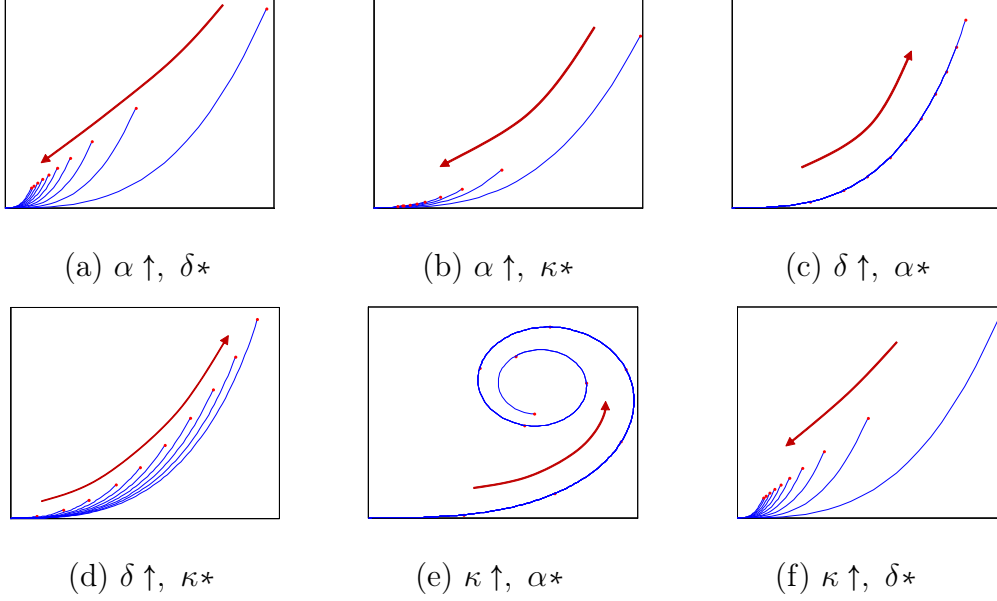 (a) α ↑, δ∗
(b) α ↑, κ∗
(c) δ ↑, α∗
(d) δ ↑, κ∗
(e) κ ↑, α∗
(f) κ ↑, δ∗